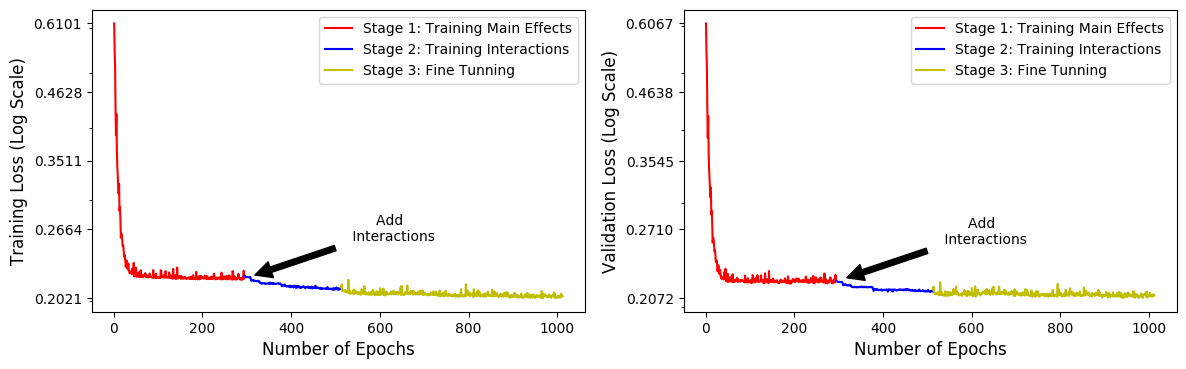 Training Loss (Log Scale)
0.6101
0.4628
0.3511
0.2664
0.2021
Stage 1: Training Main Effects
Stage 2: Training Interactions
Stage 3: Fine Tunning
Add
Interactions
0
200
400
600
800
1000
Number of Epochs
Validation Loss (Log Scale)
0.6067
0.4638
0.3545
0.2710
0.2072
Stage 1: Training Main Effects
Stage 2: Training Interactions
Stage 3: Fine Tunning
Add
Interactions
0
200
400
600
800
1000
Number of Epochs